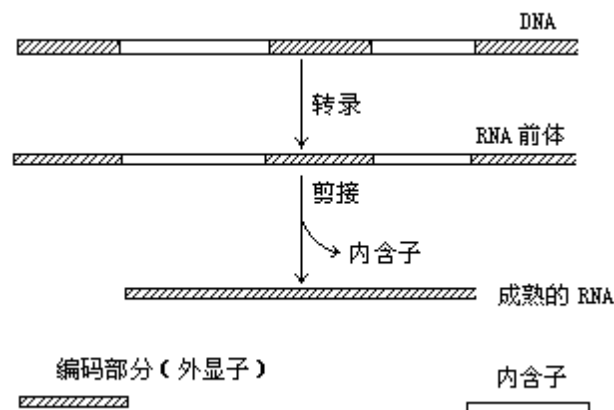 DNA
转录
RNA 前体
剪接
内含子
成熟的 RNA
编码部分(外显子)
内含子